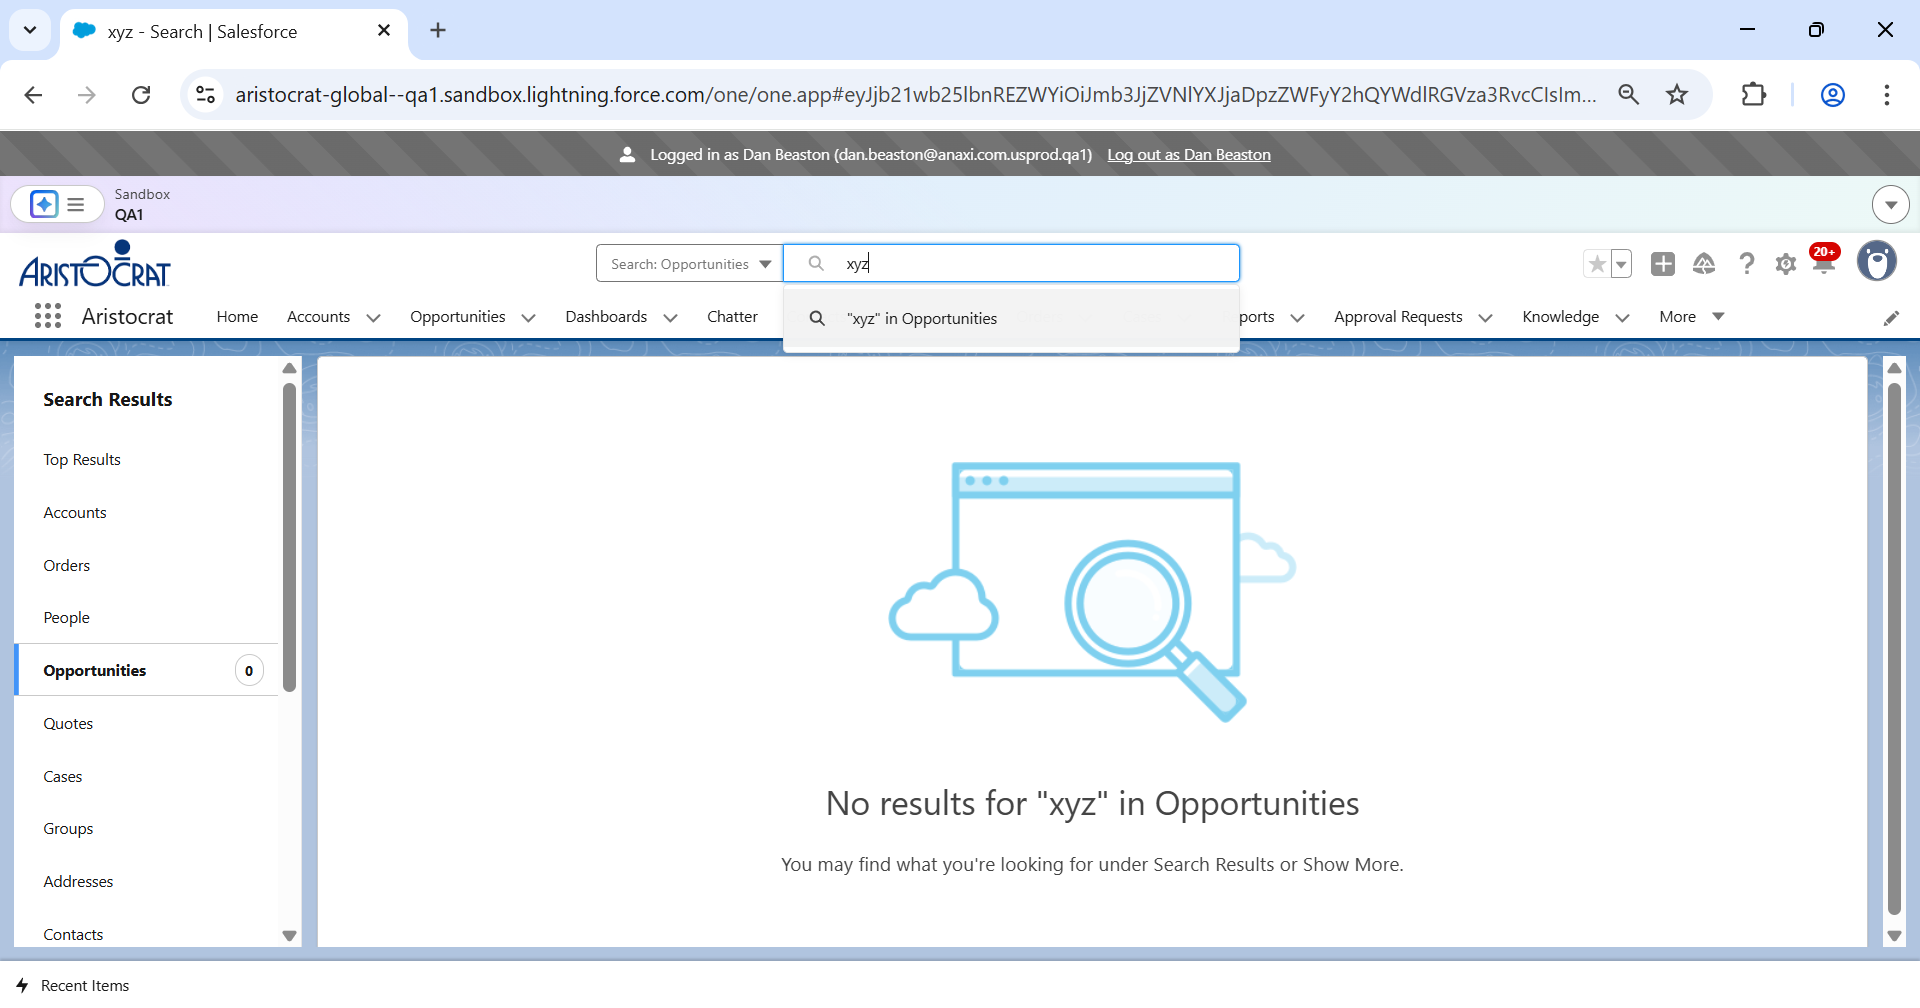 xyz - Search | Salesforce
aristocrat-global--qa1.sandbox.lightning.force.com/one/one.app#eyJjb21wb25lbnREZWYiOiJmb3JjZVNlYXJjaDpzZWFyY2hQYWdlRGVza3RvcCIsIm...
Logged in as Dan Beaston (dan.beaston@anaxi.com.usprod.qa1) Log out as Dan Beaston
Sandbox
QA1
ARISTOCRAT
Search: Opportunities
xyz
20+
Aristocrat
Home
Accounts
Opportunities
Dashboards
Chatter
"xyz" in Opportunities
ports
Approval Requests
Knowledge
More
Search Results
Top Results
Accounts
Orders
People
Opportunities 0
Quotes
Cases
Groups
Addresses
Contacts
No results for "xyz" in Opportunities
You may find what you're looking for under Search Results or Show More.
Recent Items